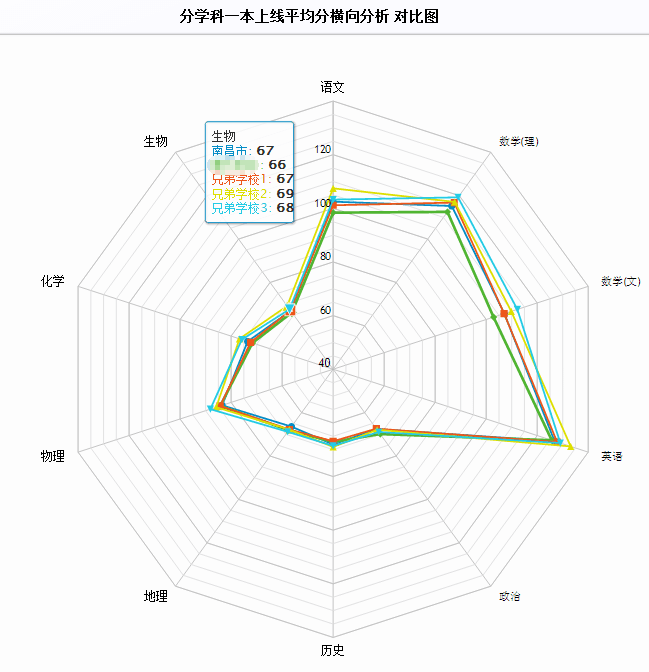 分学科一本上线平均分横向分析 对比图
语文
生物
数学(理)
生物
南昌市: 67
: 66
兄弟学校1: 67
兄弟学校2: 69
兄弟学校3: 68
120
100
80
60
40
化学
数学(文)
物理
英语
地理
政治
历史